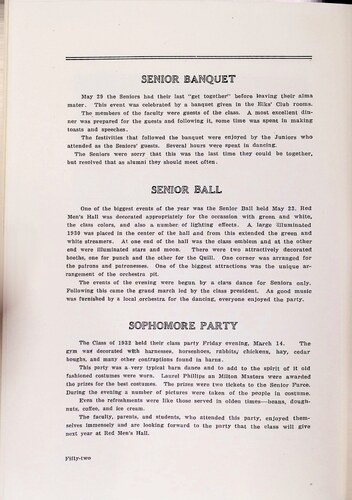 SENIOR BANQUET
May 29 the Seniors had their last "get together" before leaving their alma
mater. This event was celebrated by a banquet given in the Elks' Club rooms.
The members of the faculty were guests of the class. A most excellent din-
ner was prepared for the guests and following it, some time was spent in making
toasts and speeches.
The festivities that followed the banquet were enjoyed by the Juniors who
attended as the Seniors' guests. Several hours were spent in dancing.
The Seniors were sorry that this was the last time they could be together,
but resolved that as alumni they should meet often.
SENIOR BALL
One of the biggest events of the year was the Senior Ball held May 23. Red
Men's Hall was decorated appropriately for the occasion with green and white,
the class colors, and also a number of lighting effects. A large illuminated
1930 was placed in the center of the hall and from this extended the green and
white streamers. At one end of the hall was the class emblem and at the other
end were illuminated stars and moon. There were two attractively decorated
booths, one for punch and the other for the Quill. One corner was arranged for
the patrons and patronesses. One of the biggest attractions was the unique ar-
rangement of the orchestra pit.
The events of the evening were begun by a class dance for Seniors only.
Following this came the grand march led by the class president. As good music
was furnished by a local orchestra for the dancing, everyone enjoyed the party.
SOPHOMORE PARTY
The Class of 1932 held their class party Friday evening, March 14. The
gym was decorated with harnesses, horseshoes, rabbits, chickens, hay, cedar
boughs, and many other contraptions found in barns.
This party was a very typical barn dance and to add to the spirit of it old
fashioned costumes were worn. Laurel Phillips an Milton Masters were awarded
the prizes for the best costumes. The prizes were two tickets to the Senior Farce.
During the evening a number of pictures were taken of the people in costume.
Even the refreshments were like those served in olden times—beans, dough-
nuts, coffee, and ice cream.
The faculty, parents, and students, who attended this party, enjoyed them-
selves immensely and are looking forward to the party that the class will give
next year at Red Men's Hall.
Fifty-two